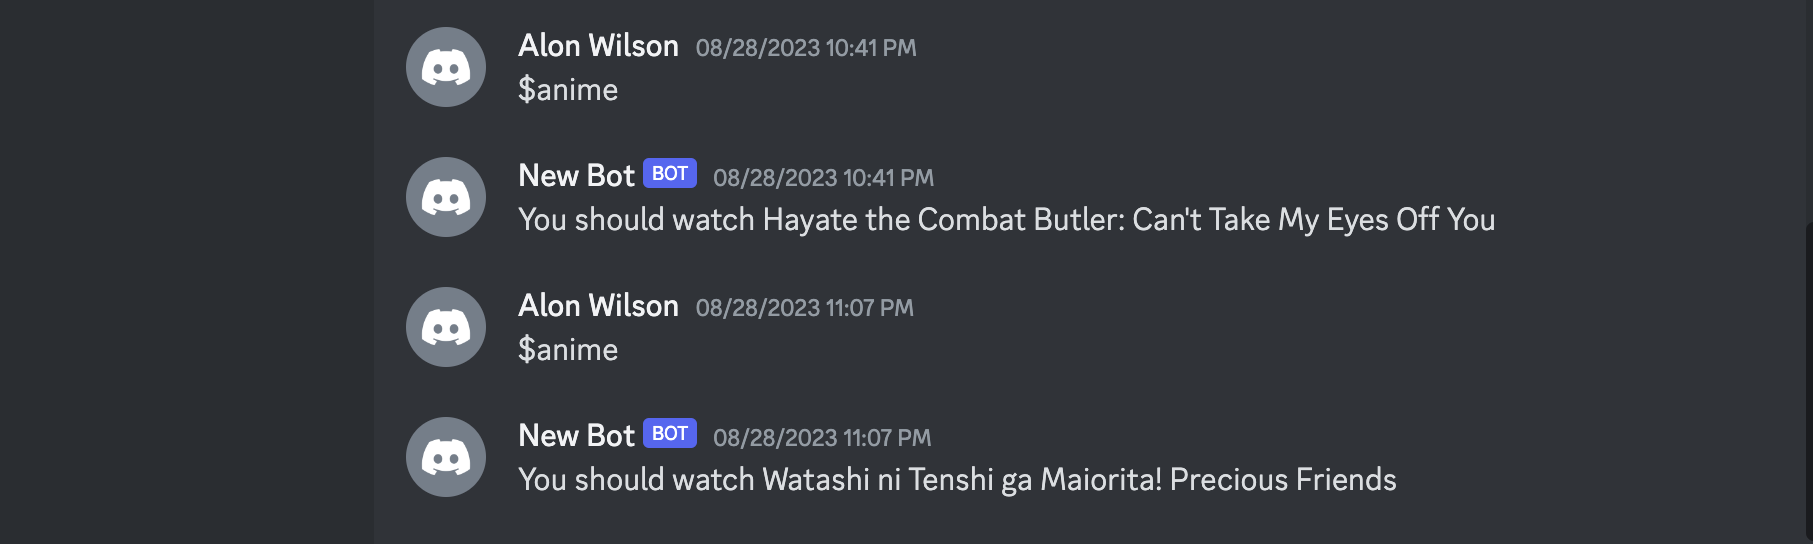 Alon Wilson 08/28/2023 10:41 PM
$anime
New Bot BOT 08/28/2023 10:41 PM
You should watch Hayate the Combat Butler: Can't Take My Eyes Off You
Alon Wilson 08/28/2023 11:07 PM
$anime
New Bot BOT 08/28/2023 11:07 PM
You should watch Watashi ni Tenshi ga Maiorita! Precious Friends